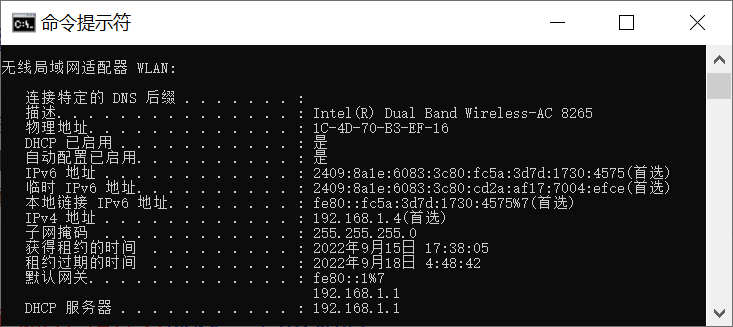 命令提示符
无线局域网适配器 WLAN:
连接特定的 DNS 后缀 . . . . . . . :
描述. . . . . . . . . . . . . . . : Intel(R) Dual Band Wireless-AC 8265
物理地址. . . . . . . . . . . . . : 1C-4D-70-B3-EF-16
DHCP 已启用 . . . . . . . . . . . : 是
自动配置已启用. . . . . . . . . . : 是
IPv6 地址 . . . . . . . . . . . . : 2409:8a1e:6083:3c80:fc5a:3d7d:1730:4575(首选)
临时 IPv6 地址. . . . . . . . . . : 2409:8a1e:6083:3c80:cd2a:af17:7004:efce(首选)
本地链接 IPv6 地址. . . . . . . . : fe80::fc5a:3d7d:1730:4575%7(首选)
IPv4 地址 . . . . . . . . . . . . : 192.168.1.4(首选)
子网掩码 . . . . . . . . . . . . : 255.255.255.0
获得租约的时间 . . . . . . . . . : 2022年9月15日 17:38:05
租约过期的时间 . . . . . . . . . : 2022年9月18日 4:48:42
默认网关. . . . . . . . . . . . . : fe80::1%7
192.168.1.1
DHCP 服务器 . . . . . . . . . . . : 192.168.1.1